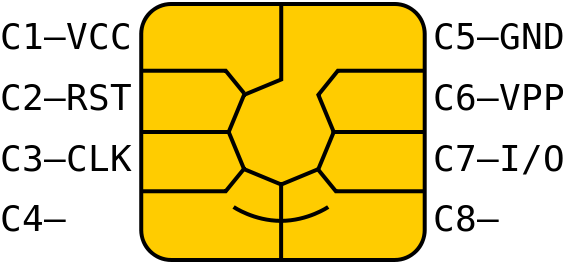 C1–VCC
C2–RST
C3–CLK
C4–
C5–GND
C6–VPP
C7–I/O
C8–